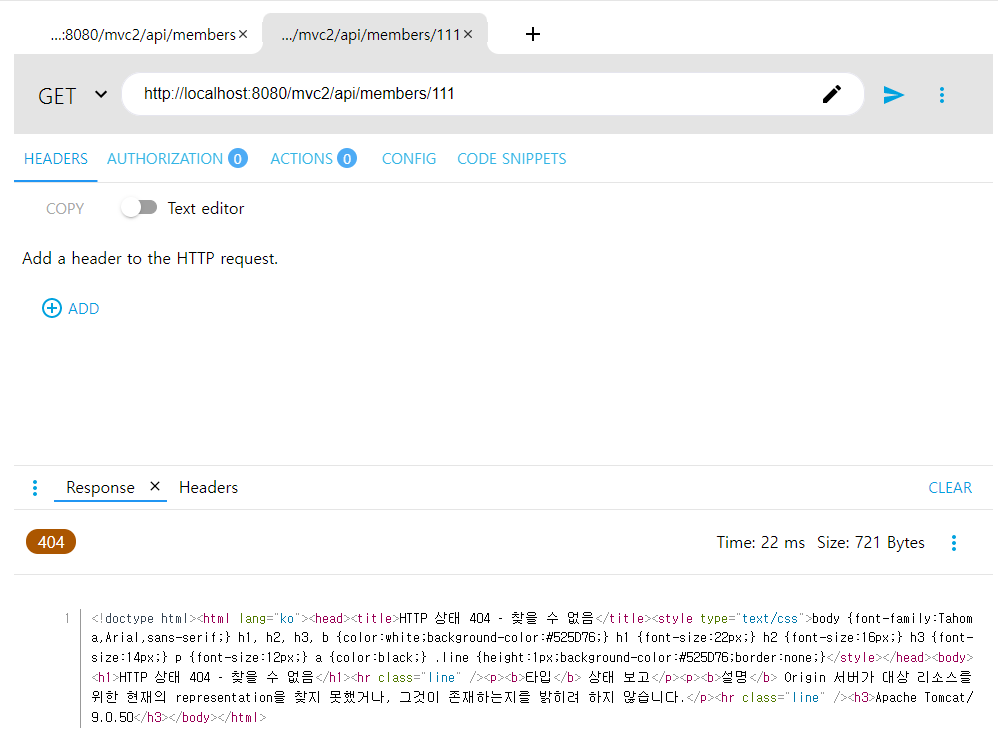 ...:8080/mvc2/api/members× .../mvc2/api/members/111× +
GET http://localhost:8080/mvc2/api/members/111
HEADERS AUTHORIZATION 0 ACTIONS 0 CONFIG CODE SNIPPETS
COPY Text editor
Add a header to the HTTP request.
ADD
Response × Headers CLEAR
404 Time: 22 ms Size: 721 Bytes
1 <!doctype html><html lang="ko"><head><title>HTTP 상태 404 - 찾을 수 없음</title><style type="text/css">body {font-family:Tahom
a,Arial,sans-serif;} h1, h2, h3, b {color:white;background-color:#525D76;} h1 {font-size:22px;} h2 {font-size:16px;} h3 {font-
size:14px;} p {font-size:12px;} a {color:black;} .line {height:1px;background-color:#525D76;border:none;}</style></head><body>
<h1>HTTP 상태 404 - 찾을 수 없음</h1><hr class="line" /><p><b>타입</b> 상태 보고</p><p><b>설명</b> Origin 서버가 대상 리소스를
위한 현재의 representation을 찾지 못했거나, 그것이 존재하는지를 밝히려 하지 않습니다.</p><hr class="line" /><h3>Apache Tomcat/
9.0.50</h3></body></html>